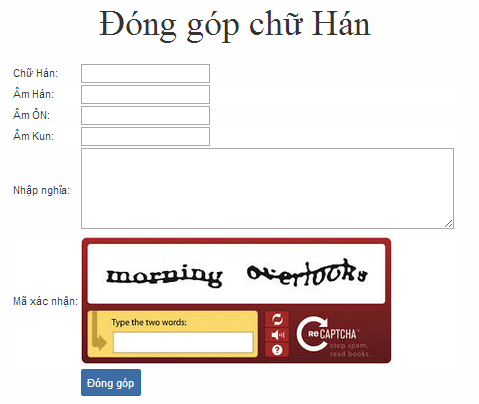 Đóng góp chữ Hán
Chữ Hán:
Âm Hán:
Âm ÔN:
Âm Kun:
Nhập nghĩa:
morning overlooks
Mã xác nhận:
Type the two words:
ReCAPTCHA™
stop spam.
read books.
Đóng góp